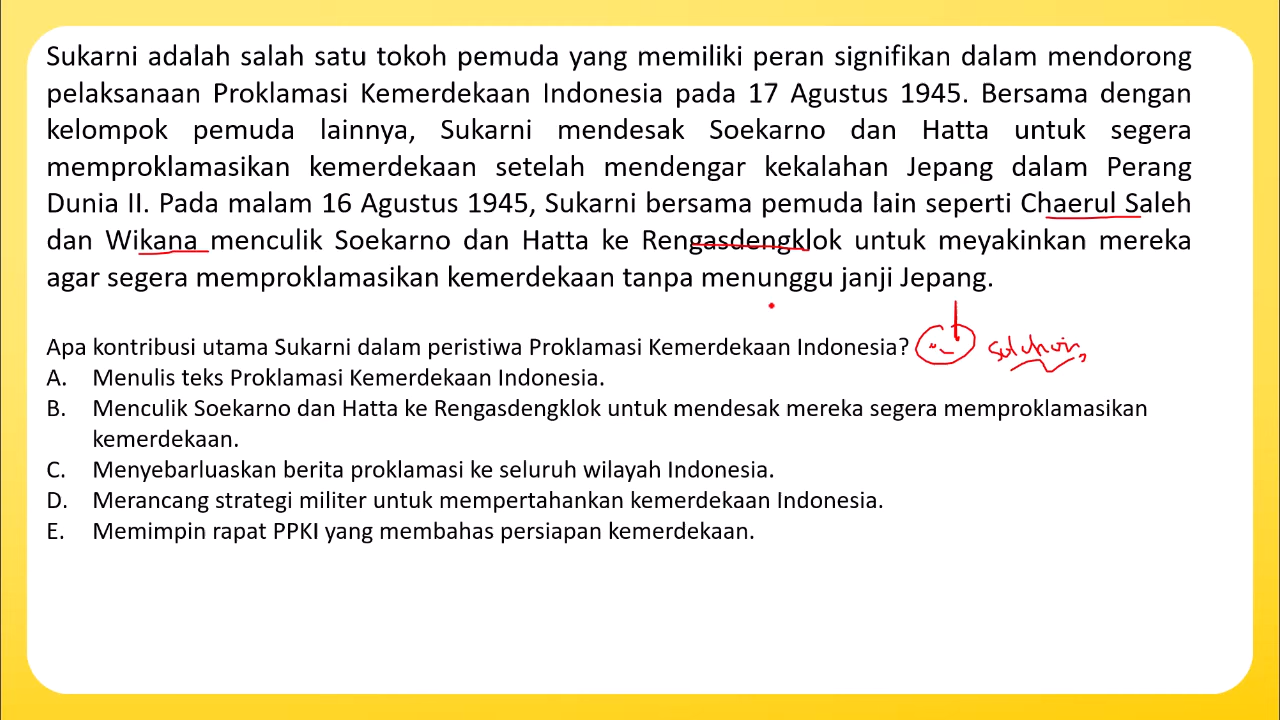 Sukarni adalah salah satu tokoh pemuda yang memiliki peran signifikan dalam mendorong
pelaksanaan Proklamasi Kemerdekaan Indonesia pada 17 Agustus 1945. Bersama dengan
kelompok pemuda lainnya, Sukarni mendesak Soekarno dan Hatta untuk segera
memproklamasikan kemerdekaan setelah mendengar kekalahan Jepang dalam Perang
Dunia II. Pada malam 16 Agustus 1945, Sukarni bersama pemuda lain seperti Chaerul Saleh
dan Wikana menculik Soekarno dan Hatta ke Rengasdengklok untuk meyakinkan mereka
agar segera memproklamasikan kemerdekaan tanpa menunggu janji Jepang.
Apa kontribusi utama Sukarni dalam peristiwa Proklamasi Kemerdekaan Indonesia?
A. Menulis teks Proklamasi Kemerdekaan Indonesia.
B. Menculik Soekarno dan Hatta ke Rengasdengklok untuk mendesak mereka segera memproklamasikan
kemerdekaan.
C. Menyebarluaskan berita proklamasi ke seluruh wilayah Indonesia.
D. Merancang strategi militer untuk mempertahankan kemerdekaan Indonesia.
E. Memimpin rapat PPKI yang membahas persiapan kemerdekaan.